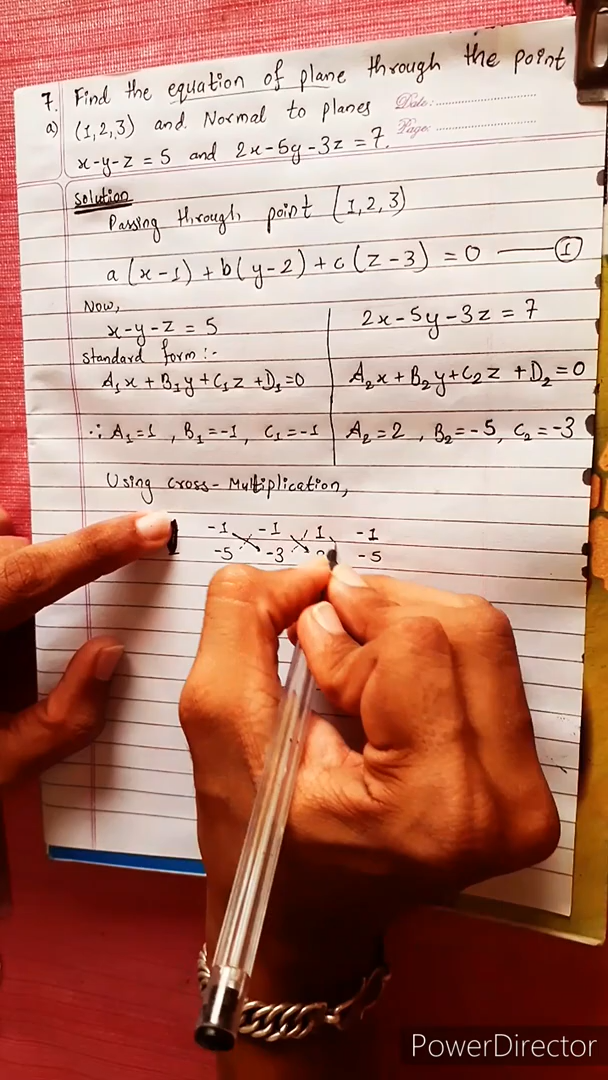 7. Find the equation of plane through the point
a) (1,2,3) and Normal to planes
Date:
x-y-z = 5 and 2x-5y-3z = 7.
Page:
Solution
Passing through point (1,2,3)
a(x-1) + b(y-2) + c(z-3) = 0 — ①
Now,
x-y-z = 5
2x-5y-3z = 7
standard form:-
A₁x + B₁y + C₁z + D₁=0
A₂x + B₂y + C₂z + D₂ = 0
∴ A₁=1 , B₁=-1, C₁=-1
A₂=2 , B₂=-5, C₂=-3
Using Cross-Multiplication,
-1 -1 1 -1
-5 -3 -5
PowerDirector